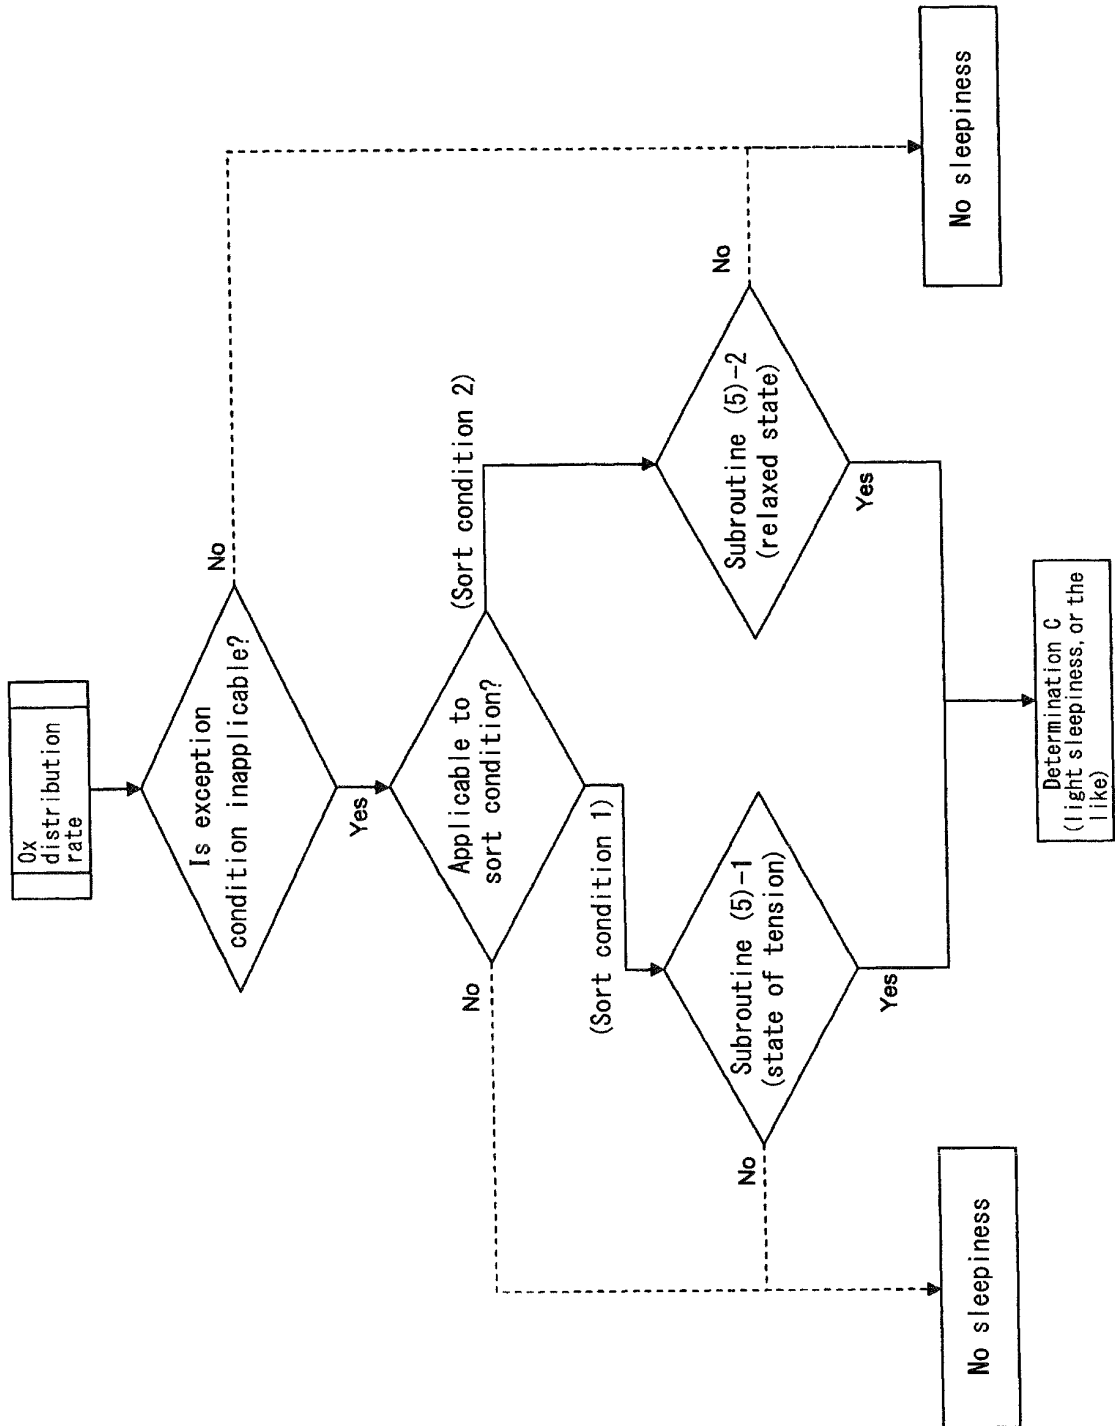 Ox
distribution
rate
Is exception
condition inapplicable?
No
Yes
Applicable to
sort condition?
No
(Sort condition 2)
(Sort condition 1)
Subroutine (5)-1
(state of tension)
No
Yes
Subroutine (5)-2
(relaxed state)
No
Yes
No sleepiness
Determination C
(light sleepiness, or the
like)
No sleepiness